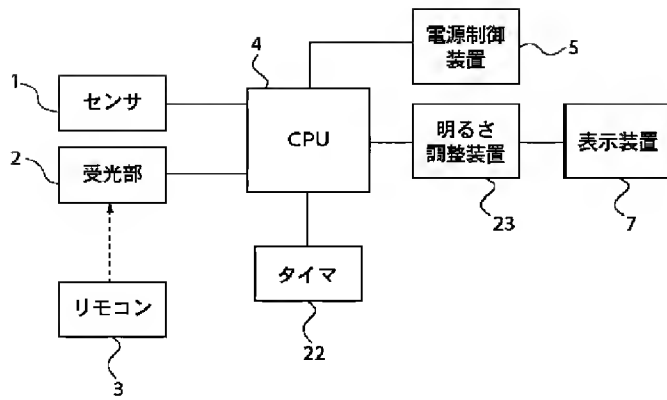 4
電源制御
装置
5
1
センサ
CPU
明るさ
調整装置
表示装置
2
受光部
23
7
タイマ
リモコン
22
3